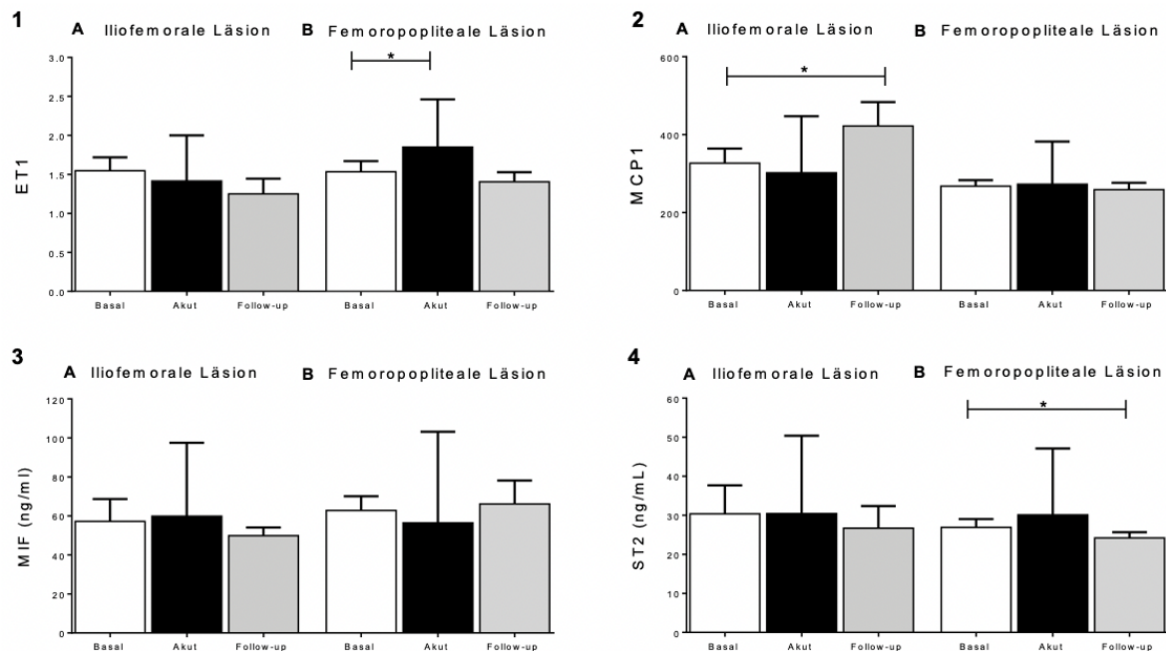 1
A Iliofemorale Läsion B Femoropopliteale Läsion
*
3.0
2.5
2.0
1.5
1.0
0.5
0.0
ET1
Basal Akut Follow-up Basal Akut Follow-up
2
A Iliofemorale Läsion B Femoropopliteale Läsion
*
600
400
200
0
MCP1
Basal Akut Follow-up Basal Akut Follow-up
3
A Iliofemorale Läsion B Femoropopliteale Läsion
120
100
80
60
40
20
0
MIF (ng/ml)
Basal Akut Follow-up Basal Akut Follow-up
4
A Iliofemorale Läsion B Femoropopliteale Läsion
*
60
50
40
30
20
10
0
ST2 (ng/mL)
Basal Akut Follow-up Basal Akut Follow-up